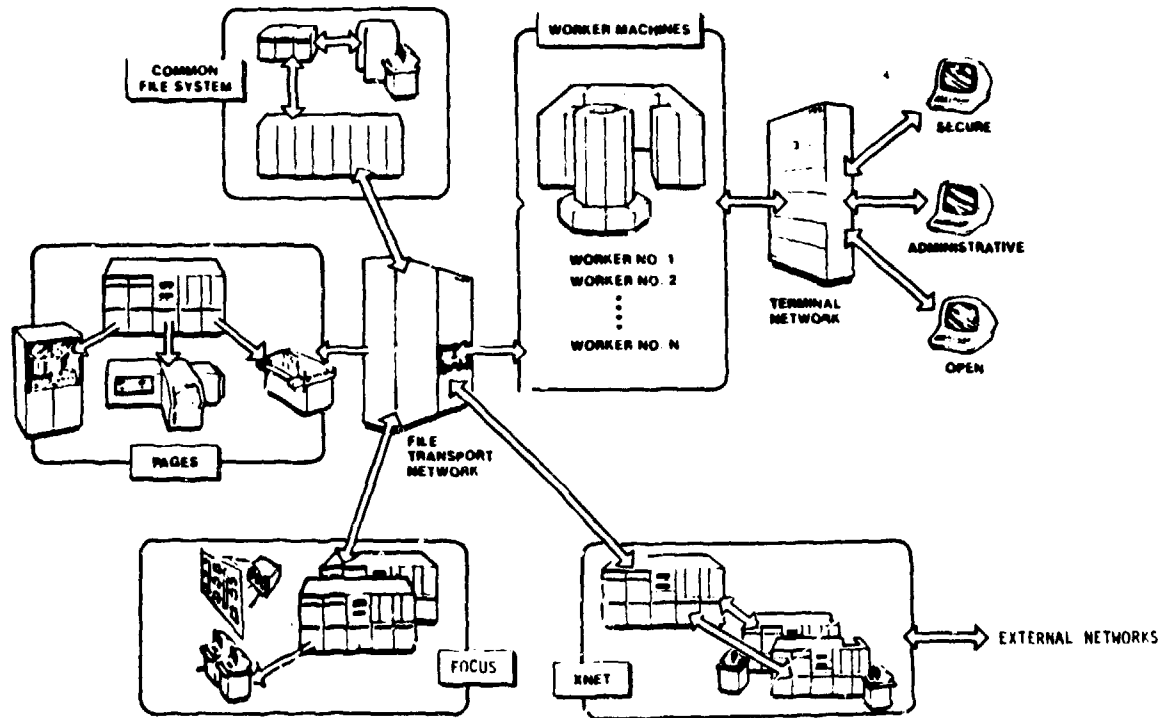 WORKER MACHINES
COMMON
FILE SYSTEM
SECURE
ADMINISTRATIVE
OPEN
WORKER NO. 1
WORKER NO. 2
WORKER NO. N
TERMINAL
NETWORK
PAGES
FILE
TRANSPORT
NETWORK
FOCUS
XNET
EXTERNAL NETWORKS